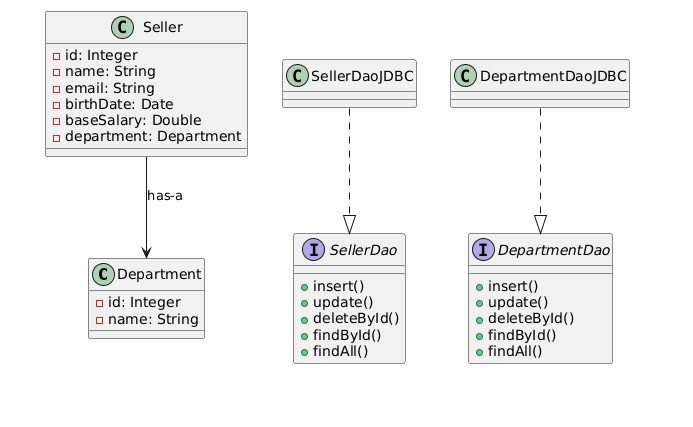 C Seller
id: Integer
name: String
email: String
birthDate: Date
baseSalary: Double
department: Department
C SellerDaoJDBC
C DepartmentDaoJDBC
has-a
C Department
id: Integer
name: String
I SellerDao
insert()
update()
deleteById()
findById()
findAll()
I DepartmentDao
insert()
update()
deleteById()
findById()
findAll()